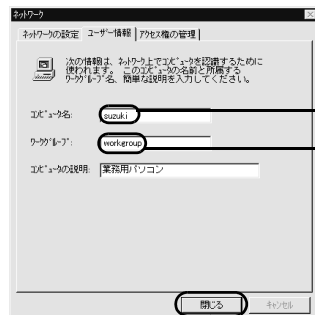 ネットワーク
ネットワークの設定 ユーザー情報 アクセス権の管理
次の情報は、ネットワーク上でコンピュータを認識するために
使われます。 このコンピュータの名前と所属する
ワークグループ名、簡単な説明を入力してください。
コンピュータ名: suzuki
ワークグループ: workgroup
コンピュータの説明: 業務用パソコン
閉じる キャンセル